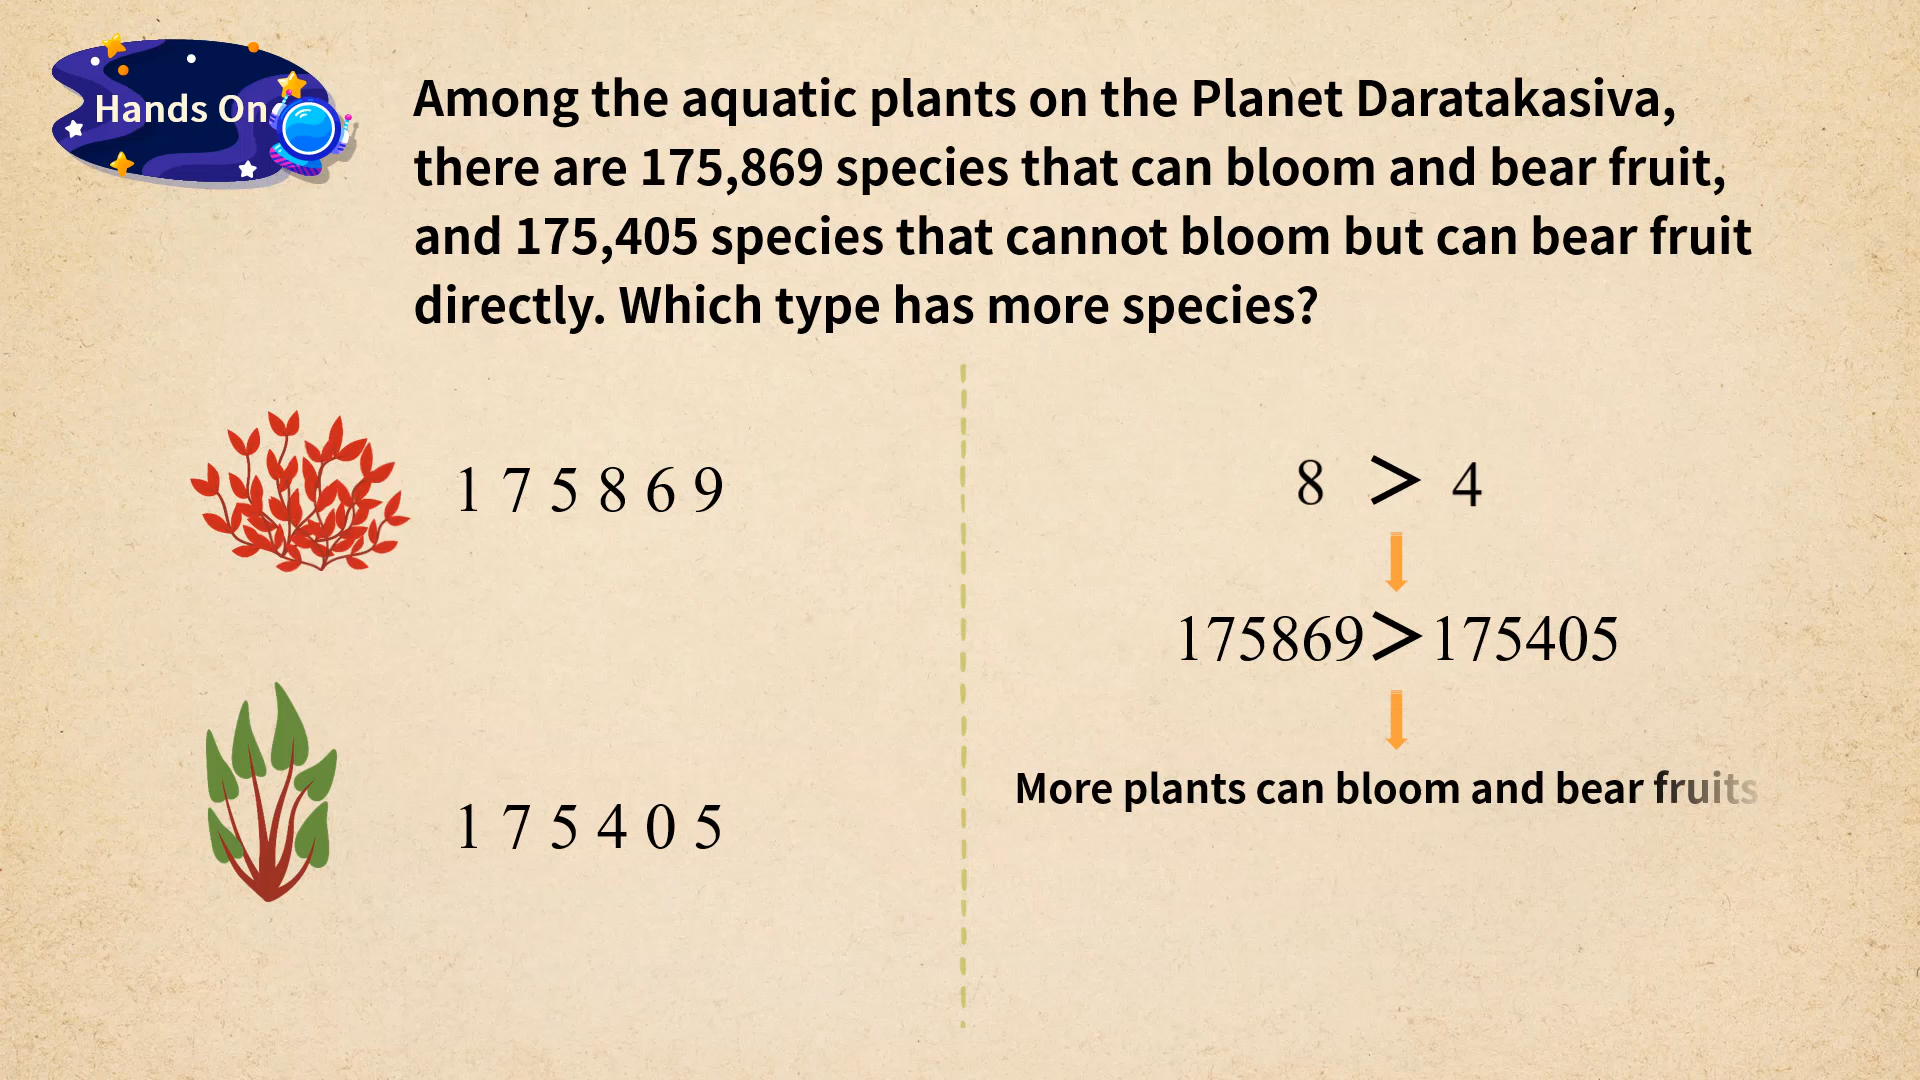 Hands On
Among the aquatic plants on the Planet Daratakasiva,
there are 175,869 species that can bloom and bear fruit,
and 175,405 species that cannot bloom but can bear fruit
directly. Which type has more species?
1 7 5 8 6 9
1 7 5 4 0 5
8 > 4
175869>175405
More plants can bloom and bear fruits